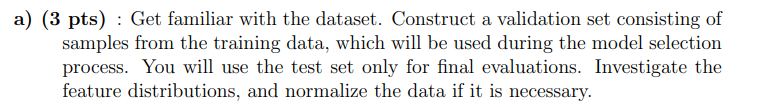 a) (3 pts) : Get familiar with the dataset. Construct a validation set consisting of
samples from the training data, which will be used during the model selection
process. You will use the test set only for final evaluations. Investigate the
feature distributions, and normalize the data if it is necessary.